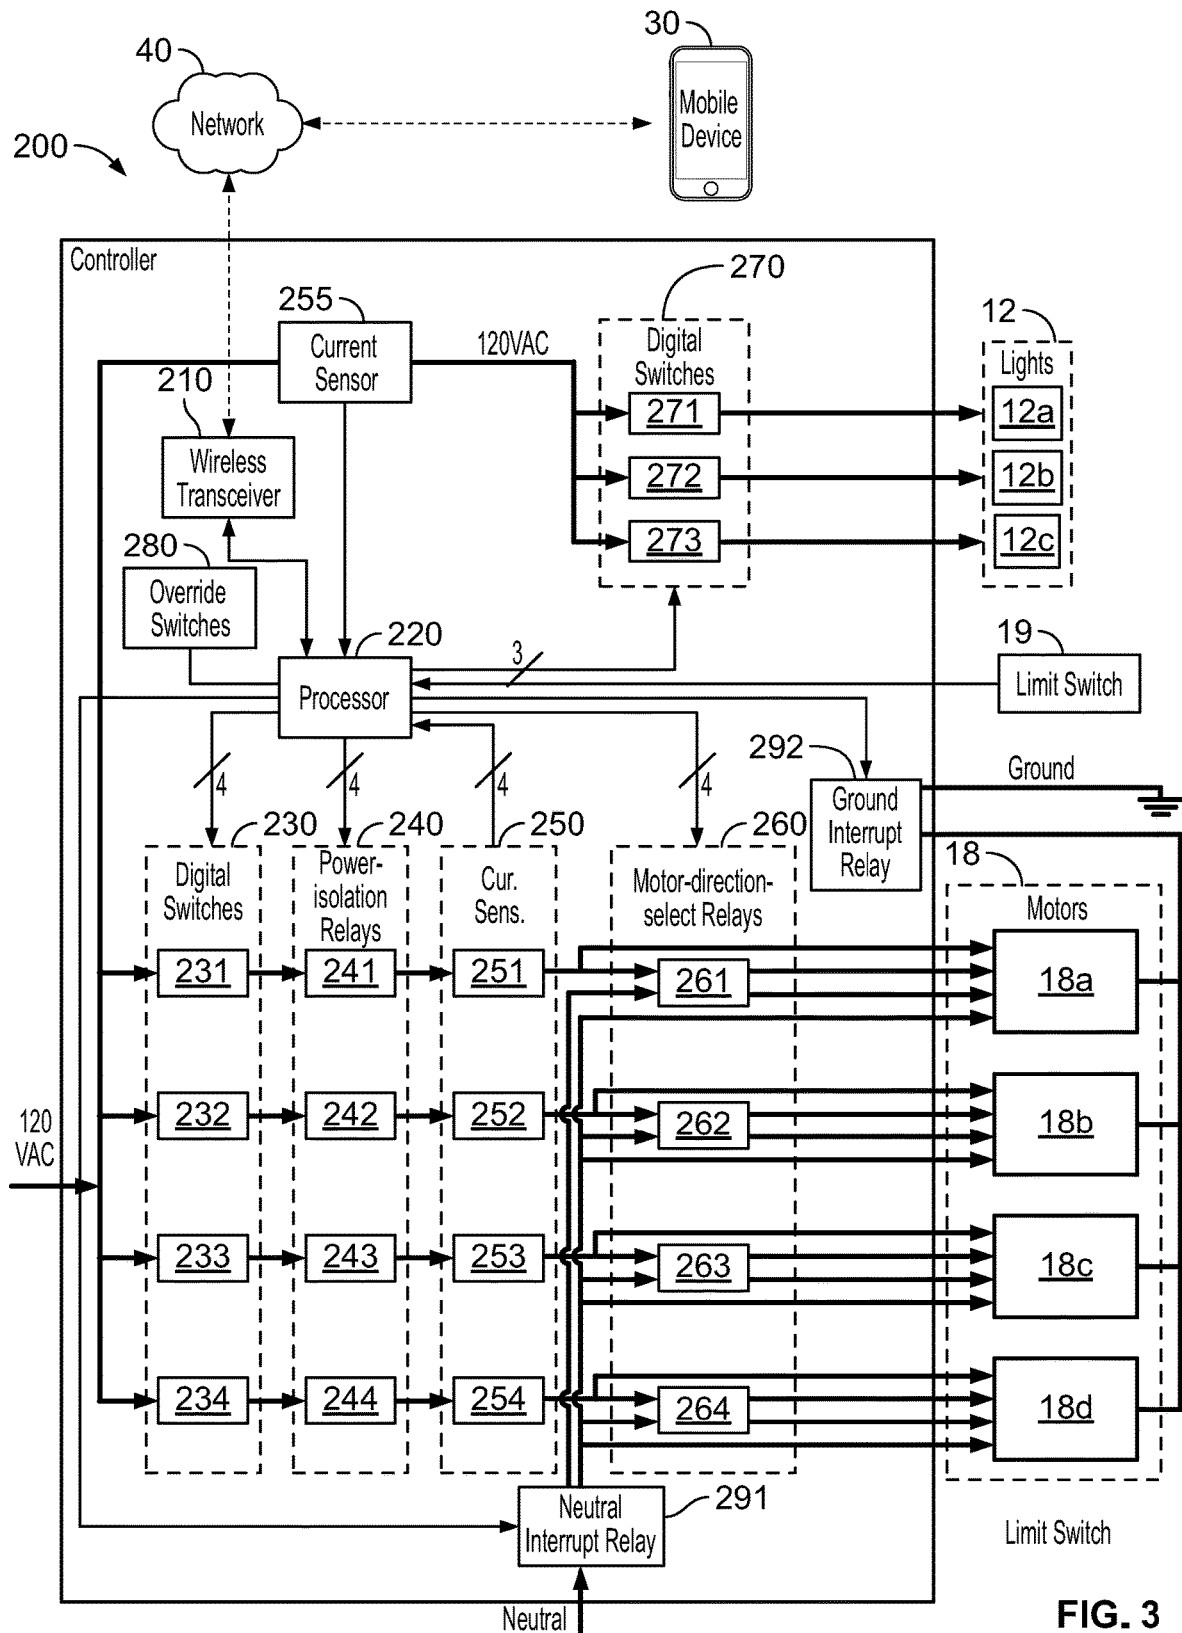 40
30
Network
Mobile
Device
200
Controller
270
255
12
Current
Sensor
120VAC
Digital
Switches
Lights
210
271
12a
Wireless
Transceiver
272
12b
280
273
12c
Override
Switches
220
3
19
Processor
Limit Switch
292
4
4
4
4
Ground
Ground
Interrupt
Relay
230
240
250
260
18
Digital
Switches
Power-
isolation
Relays
Cur.
Sens.
Motor-direction-
select Relays
Motors
231
241
251
261
18a
232
242
252
262
18b
120
VAC
233
243
253
263
18c
234
244
254
264
18d
291
Neutral
Interrupt Relay
Limit Switch
Neutral
FIG. 3